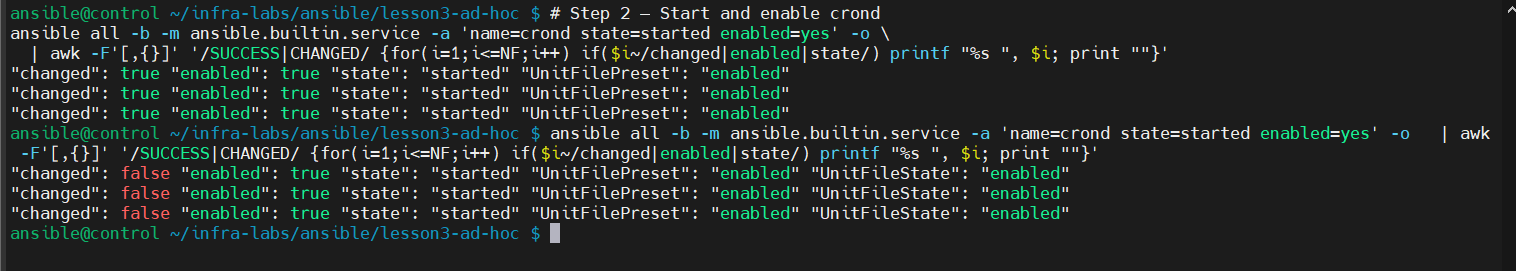 ansible@control ~/infra-labs/ansible/lesson3-ad-hoc $ # Step 2 — Start and enable crond
ansible all -b -m ansible.builtin.service -a 'name=crond state=started enabled=yes' -o \
  | awk -F'[,{}]' '/SUCCESS|CHANGED/ {for(i=1;i<=NF;i++) if($i~/changed|enabled|state/) printf "%s ", $i; print ""}'
"changed": true "enabled": true "state": "started" "UnitFilePreset": "enabled"
"changed": true "enabled": true "state": "started" "UnitFilePreset": "enabled"
"changed": true "enabled": true "state": "started" "UnitFilePreset": "enabled"
ansible@control ~/infra-labs/ansible/lesson3-ad-hoc $ ansible all -b -m ansible.builtin.service -a 'name=crond state=started enabled=yes' -o   | awk
 -F'[,{}]' '/SUCCESS|CHANGED/ {for(i=1;i<=NF;i++) if($i~/changed|enabled|state/) printf "%s ", $i; print ""}'
"changed": false "enabled": true "state": "started" "UnitFilePreset": "enabled" "UnitFileState": "enabled"
"changed": false "enabled": true "state": "started" "UnitFilePreset": "enabled" "UnitFileState": "enabled"
"changed": false "enabled": true "state": "started" "UnitFilePreset": "enabled" "UnitFileState": "enabled"
ansible@control ~/infra-labs/ansible/lesson3-ad-hoc $